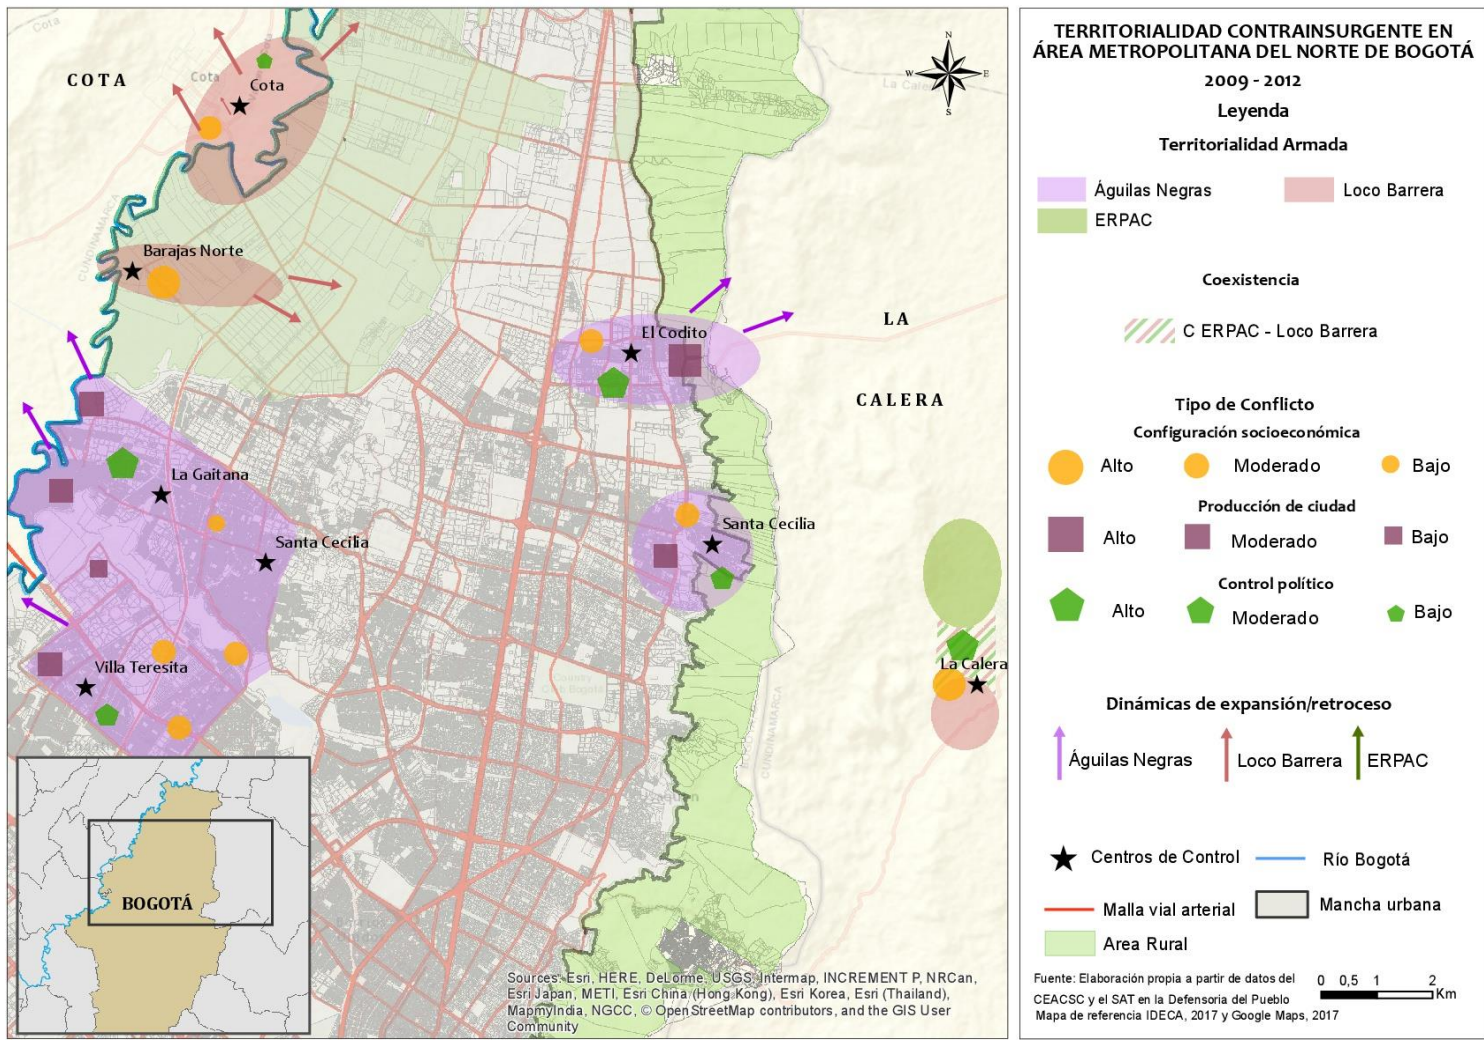 COTA
Cota
Cota
Cota
Barajas Norte
CUNDINAMARCA
N
W
E
S
La Calera
El Codito
LA
CALERA
La Gaitana
Santa Cecilia
Santa Cecilia
Villa Teresita
La Calera
CUNDINAMARCA
BOGOTÁ
Sources: Esri, HERE, DeLorme, USGS, Intermap, INCREMENT P, NRCan,
Esri Japan, METI, Esri China (Hong Kong), Esri Korea, Esri (Thailand),
MapmyIndia, NGCC, © OpenStreetMap contributors, and the GIS User
Community
TERRITORIALIDAD CONTRAINSURGENTE EN
ÁREA METROPOLITANA DEL NORTE DE BOGOTÁ
2009 - 2012
Leyenda
Territorialidad Armada
Águilas Negras
Loco Barrera
ERPAC
Coexistencia
C ERPAC - Loco Barrera
Tipo de Conflicto
Configuración socioeconómica
Alto
Moderado
Bajo
Producción de ciudad
Alto
Moderado
Bajo
Control político
Alto
Moderado
Bajo
Dinámicas de expansión/retroceso
Águilas Negras
Loco Barrera
ERPAC
Centros de Control
Río Bogotá
Malla vial arterial
Mancha urbana
Area Rural
Fuente: Elaboración propia a partir de datos del
CEACSC y el SAT en la Defensoria del Pueblo
Mapa de referencia IDECA, 2017 y Google Maps, 2017
0 0,5 1 2
Km